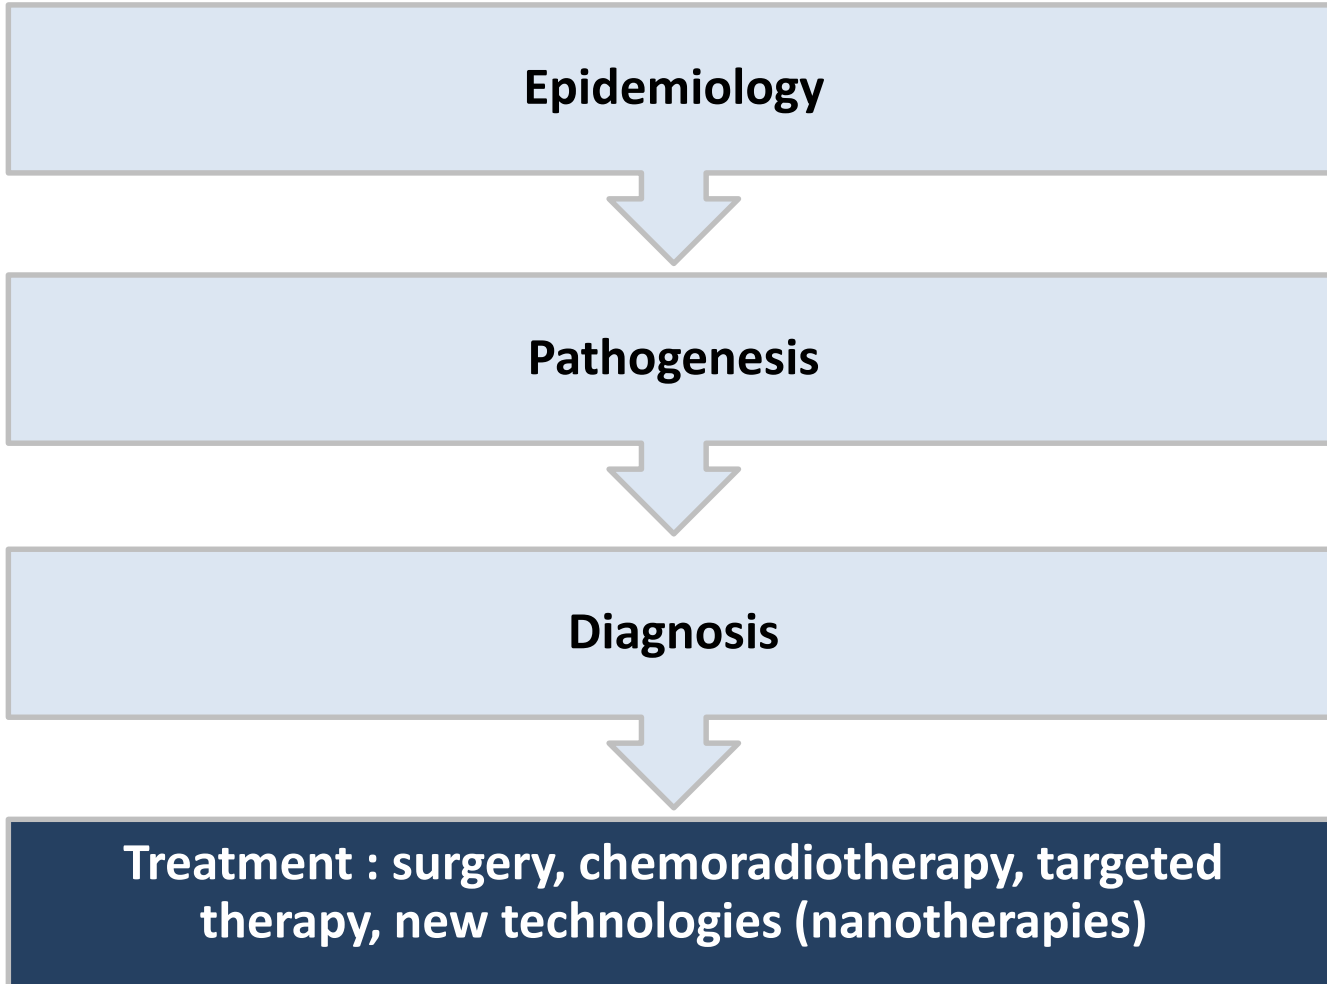 Epidemiology
Pathogenesis
Diagnosis
Treatment : surgery, chemoradiotherapy, targeted
therapy, new technologies (nanotherapies)